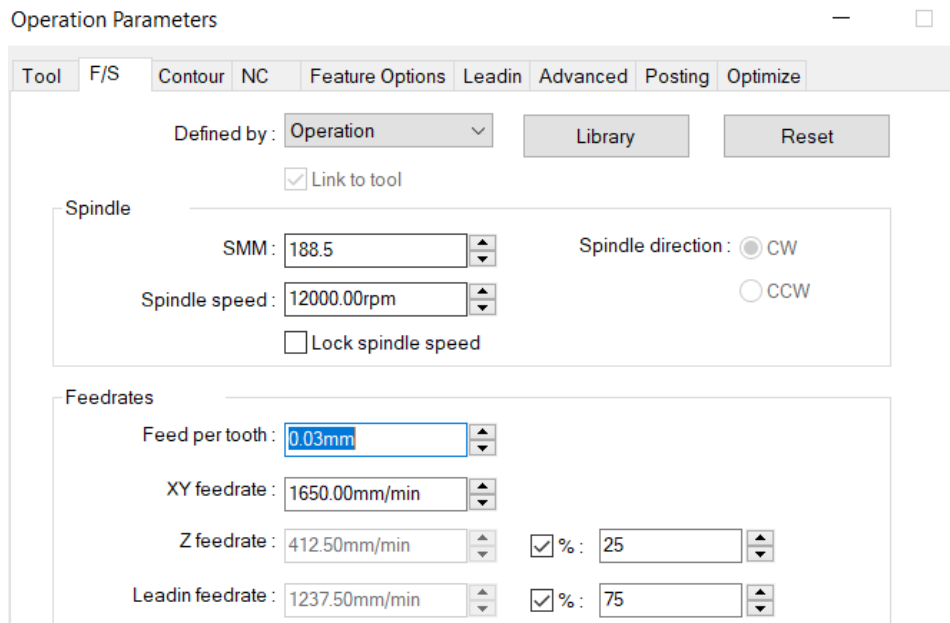 Operation Parameters
Tool F/S Contour NC Feature Options Leadin Advanced Posting Optimize
Defined by : Operation Library Reset
Link to tool
Spindle
SMM : 188.5 Spindle direction : CW
Spindle speed : 12000.00rpm CCW
Lock spindle speed
Feedrates
Feed per tooth : 0.03mm
XY feedrate : 1650.00mm/min
Z feedrate : 412.50mm/min % : 25
Leadin feedrate : 1237.50mm/min % : 75